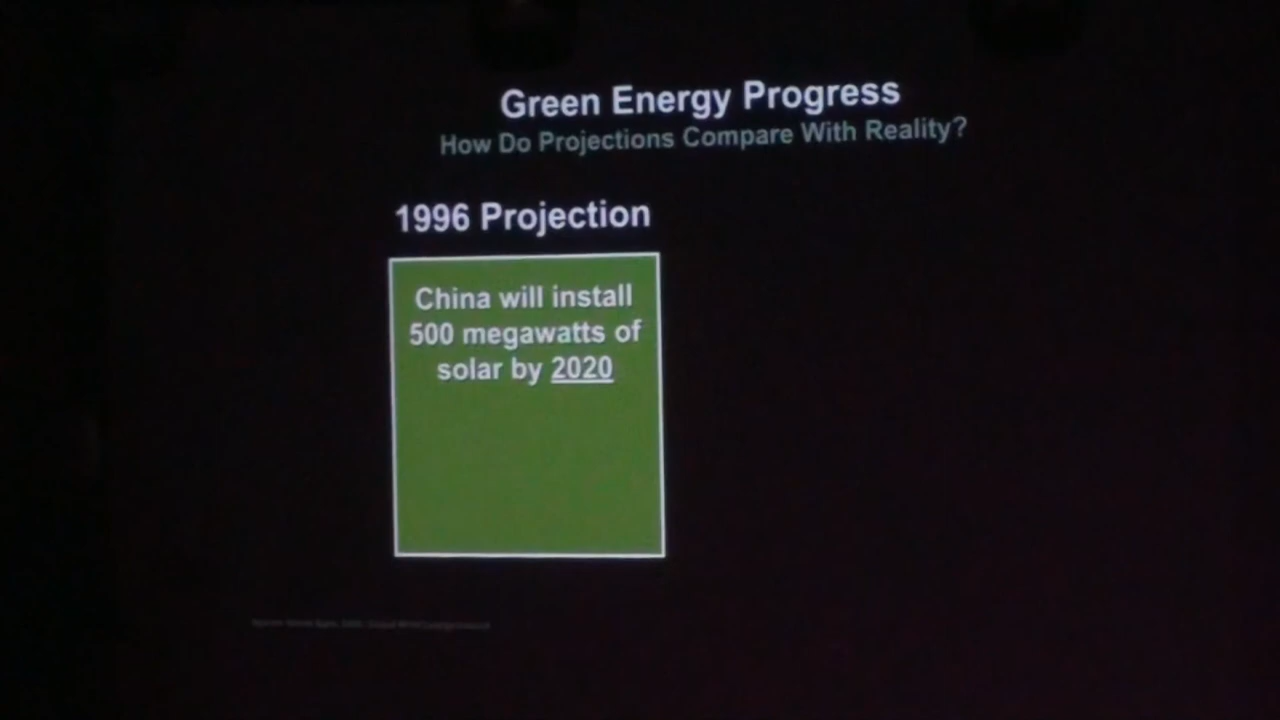 Green Energy Progress
How Do Projections Compare With Reality?
1996 Projection
China will install
500 megawatts of
solar by 2020